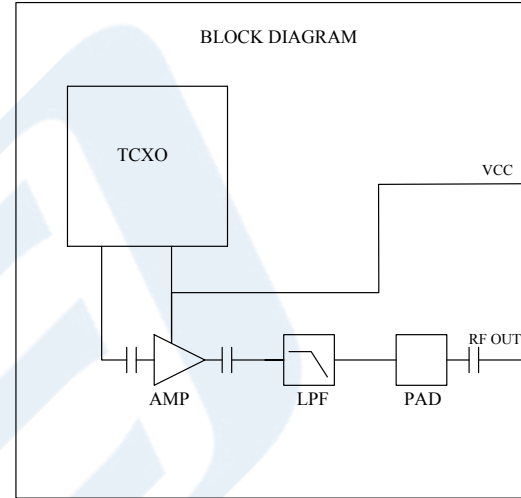 BLOCK DIAGRAM
TCXO
VCC
RF OUT
AMP
LPF
PAD